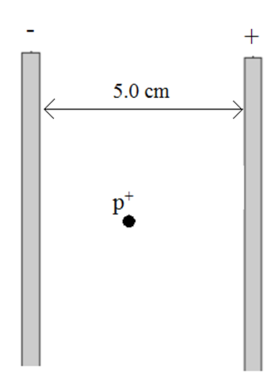 - +
5.0 cm
p⁺